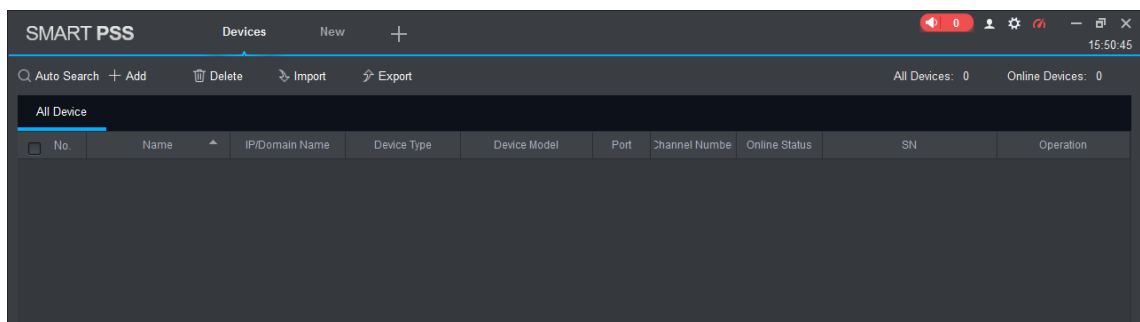 SMART PSS Devices New 0
15:50:45
Auto Search Add Delete Import Export All Devices: 0 Online Devices: 0
All Device
No. Name IP/Domain Name Device Type Device Model Port Channel Numbe Online Status SN Operation